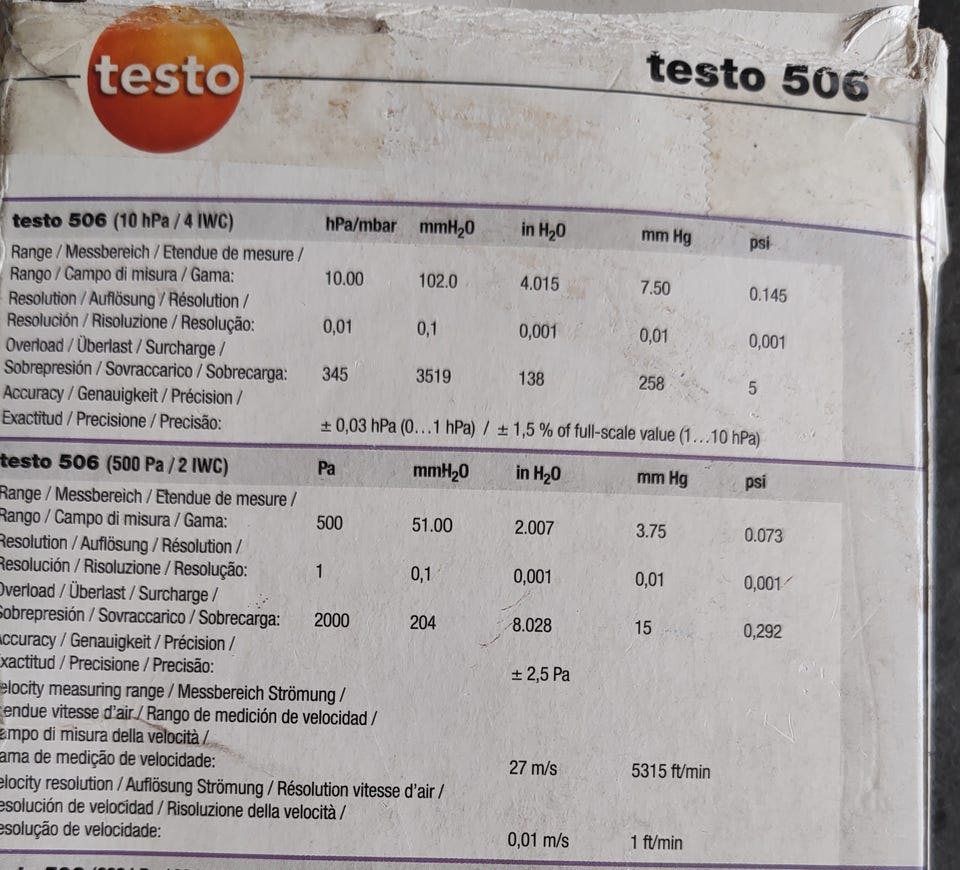 testo
testo 506
testo 506 (10 hPa / 4 IWC) hPa/mbar mmH₂O in H₂O mm Hg psi
Range / Messbereich / Etendue de mesure /
Rango / Campo di misura / Gama: 10.00 102.0 4.015 7.50 0.145
Resolution / Auflösung / Résolution /
Resolución / Risoluzione / Resolução: 0,01 0,1 0,001 0,01 0,001
Overload / Überlast / Surcharge /
Sobrepresión / Sovraccarico / Sobrecarga: 345 3519 138 258 5
Accuracy / Genauigkeit / Précision /
Exactitud / Precisione / Precisão: ± 0,03 hPa (0…1 hPa) / ± 1,5 % of full-scale value (1…10 hPa)
testo 506 (500 Pa / 2 IWC) Pa mmH₂O in H₂O mm Hg psi
Range / Messbereich / Etendue de mesure /
Rango / Campo di misura / Gama: 500 51.00 2.007 3.75 0.073
Resolution / Auflösung / Résolution /
Resolución / Risoluzione / Resolução: 1 0,1 0,001 0,01 0,001
Overload / Überlast / Surcharge /
Sobrepresión / Sovraccarico / Sobrecarga: 2000 204 8.028 15 0,292
Accuracy / Genauigkeit / Précision /
xactitud / Precisione / Precisão: ± 2,5 Pa
elocity measuring range / Messbereich Strömung /
endue vitesse d'air / Rango de medición de velocidad /
ampo di misura della velocità /
ama de medição de velocidade: 27 m/s 5315 ft/min
elocity resolution / Auflösung Strömung / Résolution vitesse d'air /
esolución de velocidad / Risoluzione della velocità /
esolução de velocidade: 0,01 m/s 1 ft/min